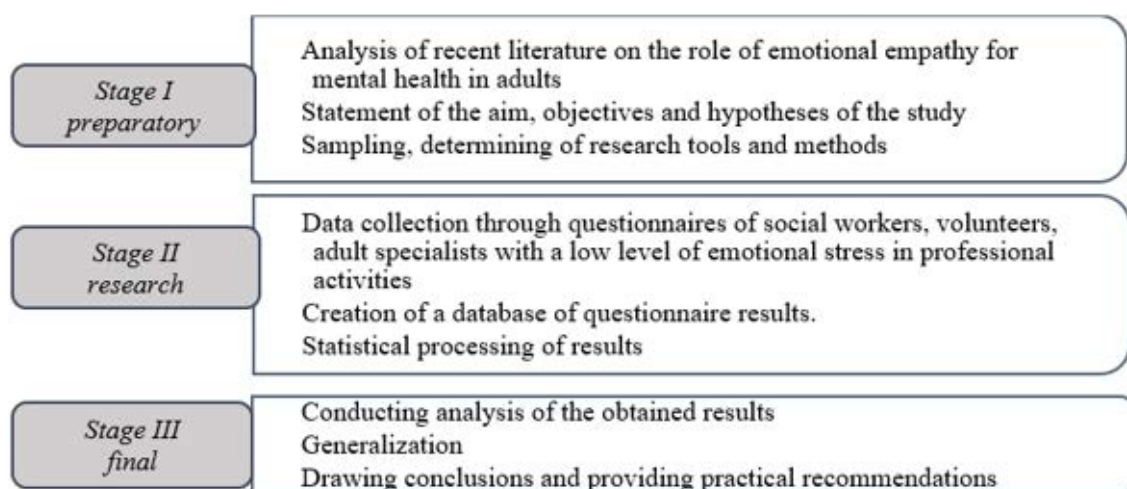 Stage I
preparatory
Analysis of recent literature on the role of emotional empathy for
mental health in adults
Statement of the aim, objectives and hypotheses of the study
Sampling, determining of research tools and methods
Stage II
research
Data collection through questionnaires of social workers, volunteers,
adult specialists with a low level of emotional stress in professional
activities
Creation of a database of questionnaire results.
Statistical processing of results
Stage III
final
Conducting analysis of the obtained results
Generalization
Drawing conclusions and providing practical recommendations